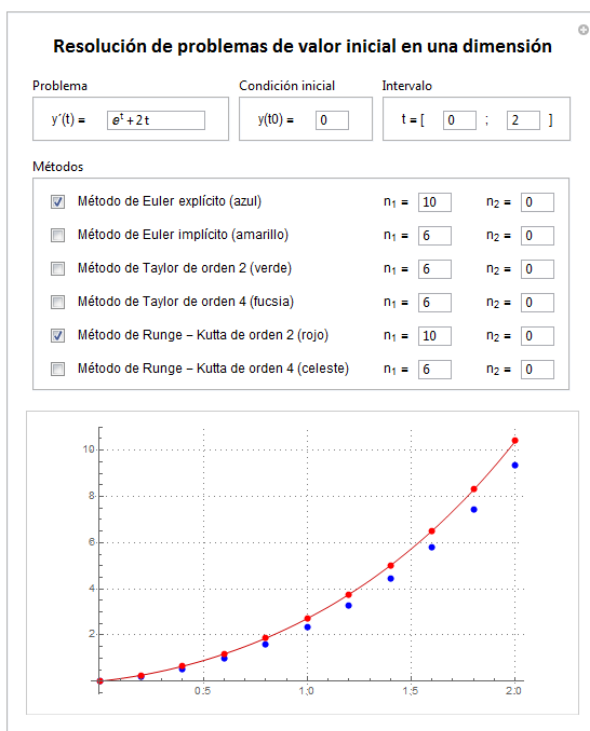 Resolución de problemas de valor inicial en una dimensión
Problema Condición inicial Intervalo
y´(t) = e^t + 2 t y(t0) = 0 t = [ 0 ; 2 ]
Métodos
Método de Euler explícito (azul) n₁ = 10 n₂ = 0
Método de Euler implícito (amarillo) n₁ = 6 n₂ = 0
Método de Taylor de orden 2 (verde) n₁ = 6 n₂ = 0
Método de Taylor de orden 4 (fucsia) n₁ = 6 n₂ = 0
Método de Runge – Kutta de orden 2 (rojo) n₁ = 10 n₂ = 0
Método de Runge – Kutta de orden 4 (celeste) n₁ = 6 n₂ = 0
10
8
6
4
2
0.5 1.0 1.5 2.0